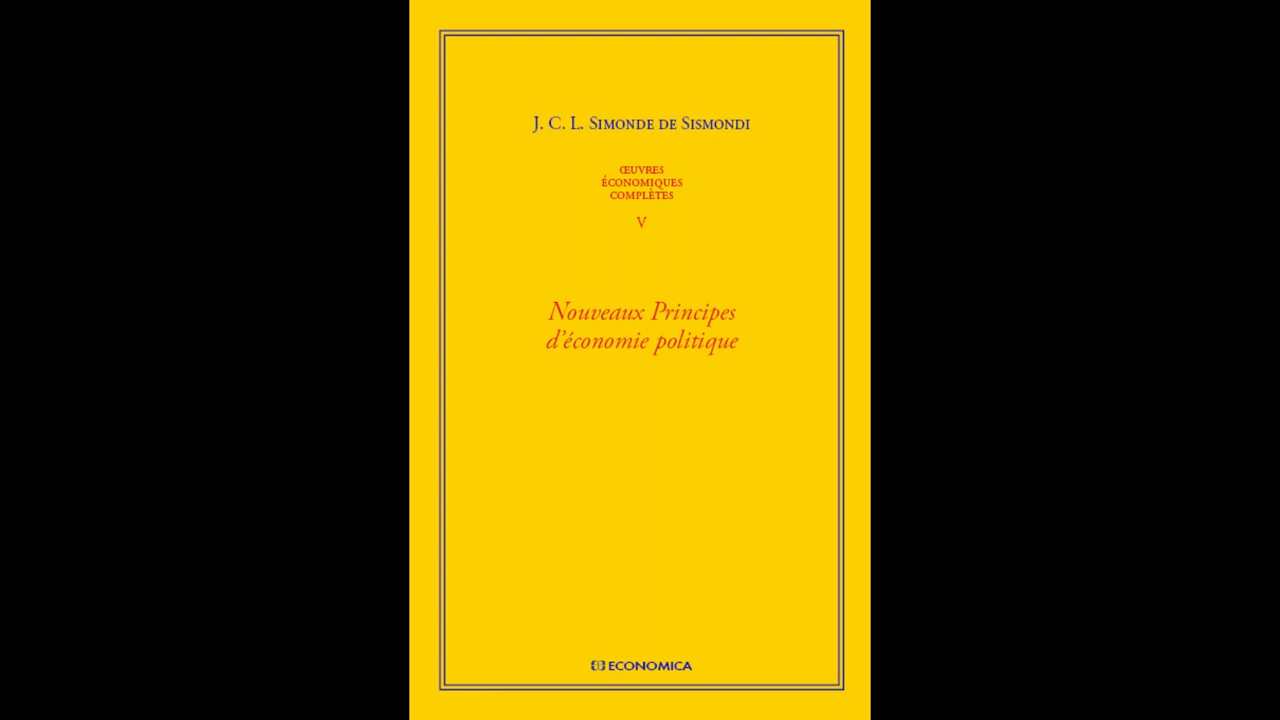 J. C. L. Simonde de Sismondi
ŒUVRES
ÉCONOMIQUES
COMPLÈTES
V
Nouveaux Principes
d'économie politique
ECONOMICA